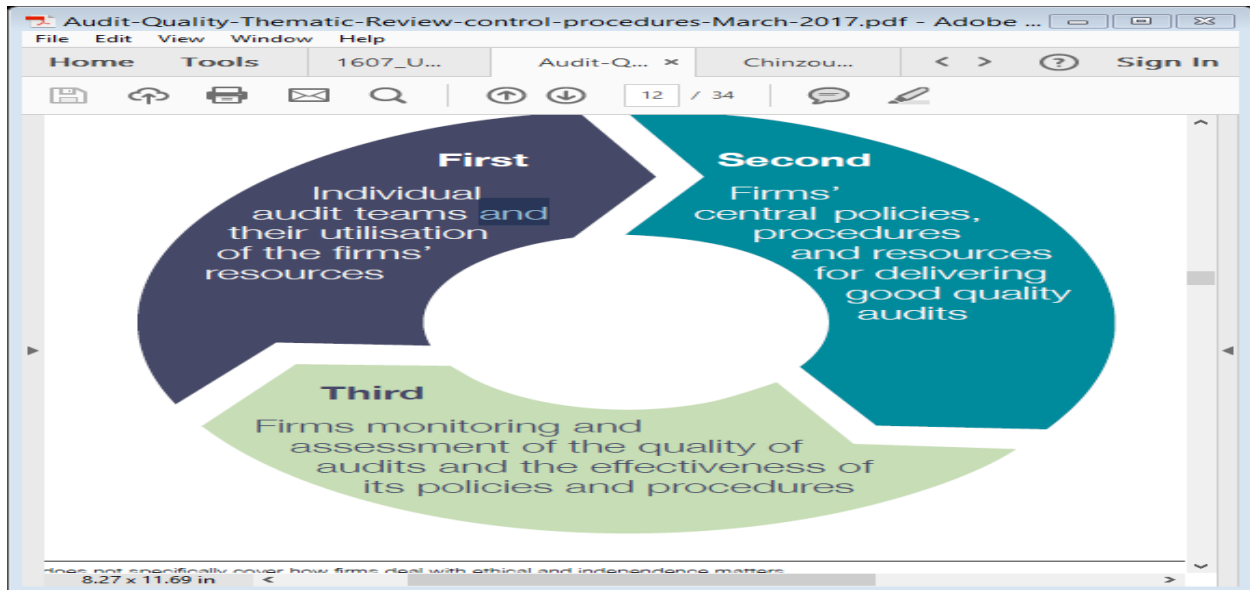 Audit-Quality-Thematic-Review-control-procedures-March-2017.pdf - Adobe ...
File Edit View Window Help
Home Tools 1607_U... Audit-Q... × Chinzou... < > ? Sign In
12 / 34
First
Individual
audit teams and
their utilisation
of the firms’
resources
Second
Firms’
central policies,
procedures
and resources
for delivering
good quality
audits
Third
Firms monitoring and
assessment of the quality of
audits and the effectiveness of
its policies and procedures
does not specifically cover how firms deal with ethical and independence matters
8.27 x 11.69 in